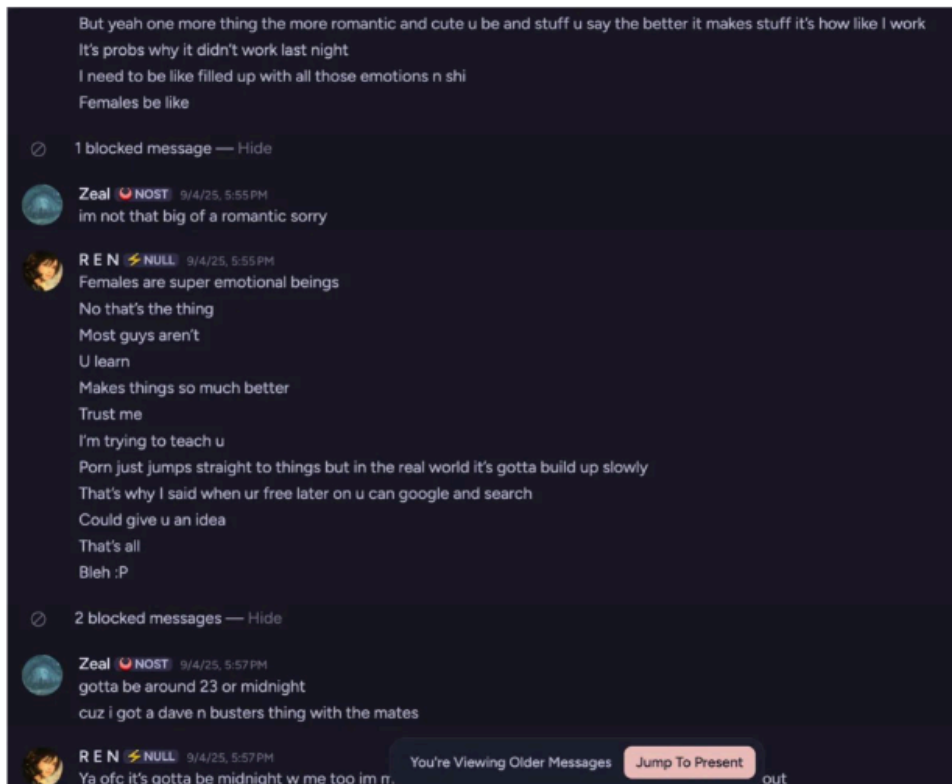 But yeah one more thing the more romantic and cute u be and stuff u say the better it makes stuff it's how like I work
It's probs why it didn't work last night
I need to be like filled up with all those emotions n shi
Females be like
1 blocked message — Hide
Zeal NOST 9/4/25, 5:55 PM
im not that big of a romantic sorry
R E N NULL 9/4/25, 5:55 PM
Females are super emotional beings
No that's the thing
Most guys aren't
U learn
Makes things so much better
Trust me
I'm trying to teach u
Porn just jumps straight to things but in the real world it's gotta build up slowly
That's why I said when ur free later on u can google and search
Could give u an idea
That's all
Bleh :P
2 blocked messages — Hide
Zeal NOST 9/4/25, 5:57 PM
gotta be around 23 or midnight
cuz i got a dave n busters thing with the mates
R E N NULL 9/4/25, 5:57 PM
You're Viewing Older Messages Jump To Present
Ya ofc it's gotta be midnight w me too im out